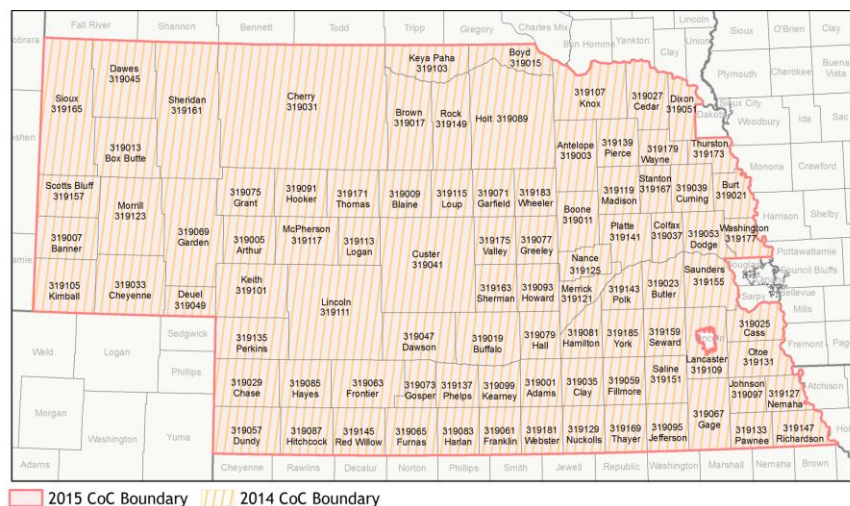 Fall River
Shannon
Bennett
Todd
Tripp
Gregory
Charles Mix
Bon Homme
Yankton
Clay
Union
Lincoln
Sioux
O'Brien
Clay
Plymouth
Cherokee
Buena
Vista
Sioux City
Dakota
Woodbury
Ida
Sac
Monona
Crawford
Harrison
Shelby
Pottawattamie
Council Bluffs
Douglas
Sarpy
Bellevue
Mills
Fremont
Page
Atchison
Sioux
319165
Dawes
319045
Sheridan
319161
Cherry
319031
Keya Paha
319103
Boyd
319015
Brown
319017
Rock
319149
Holt 319089
319107
Knox
319027
Cedar
Dixon
319051
319013
Box Butte
Antelope
319003
319139
Pierce
319179
Wayne
Thurston
319173
Scotts Bluff
319157
Morrill
319123
319069
Garden
319075
Grant
319091
Hooker
319171
Thomas
319009
Blaine
319115
Loup
319071
Garfield
319183
Wheeler
319119
Madison
Stanton
319167
319039
Cuming
Burt
319021
319007
Banner
319005
Arthur
McPherson
319117
319113
Logan
Custer
319041
319175
Valley
319077
Greeley
Boone
319011
Platte
319141
Colfax
319037
319053
Dodge
Washington
319177
Nance
319125
319105
Kimball
319033
Cheyenne
Deuel
319049
Keith
319101
Lincoln
319111
319163
Sherman
319093
Howard
Merrick
319121
319143
Polk
319023
Butler
Saunders
319155
319135
Perkins
319047
Dawson
319019
Buffalo
319079
Hall
319081
Hamilton
319185
York
319159
Seward
Lancaster
319109
319025
Cass
Otoe
319131
319029
Chase
319085
Hayes
319063
Frontier
319073
Gosper
319137
Phelps
319099
Kearney
319001
Adams
319035
Clay
319059
Fillmore
Saline
319151
319067
Gage
Johnson
319097
319127
Nemaha
319057
Dundy
319087
Hitchcock
319145
Red Willow
319065
Furnas
319083
Harlan
319061
Franklin
319181
Webster
319129
Nuckolls
319169
Thayer
319095
Jefferson
319133
Pawnee
319147
Richardson
Sedgwick
Weld
Logan
Phillips
Morgan
Washington
Yuma
Adams
Cheyenne
Rawlins
Decatur
Norton
Phillips
Smith
Jewell
Republic
Washington
Marshall
Nemaha
Brown
2015 CoC Boundary
2014 CoC Boundary